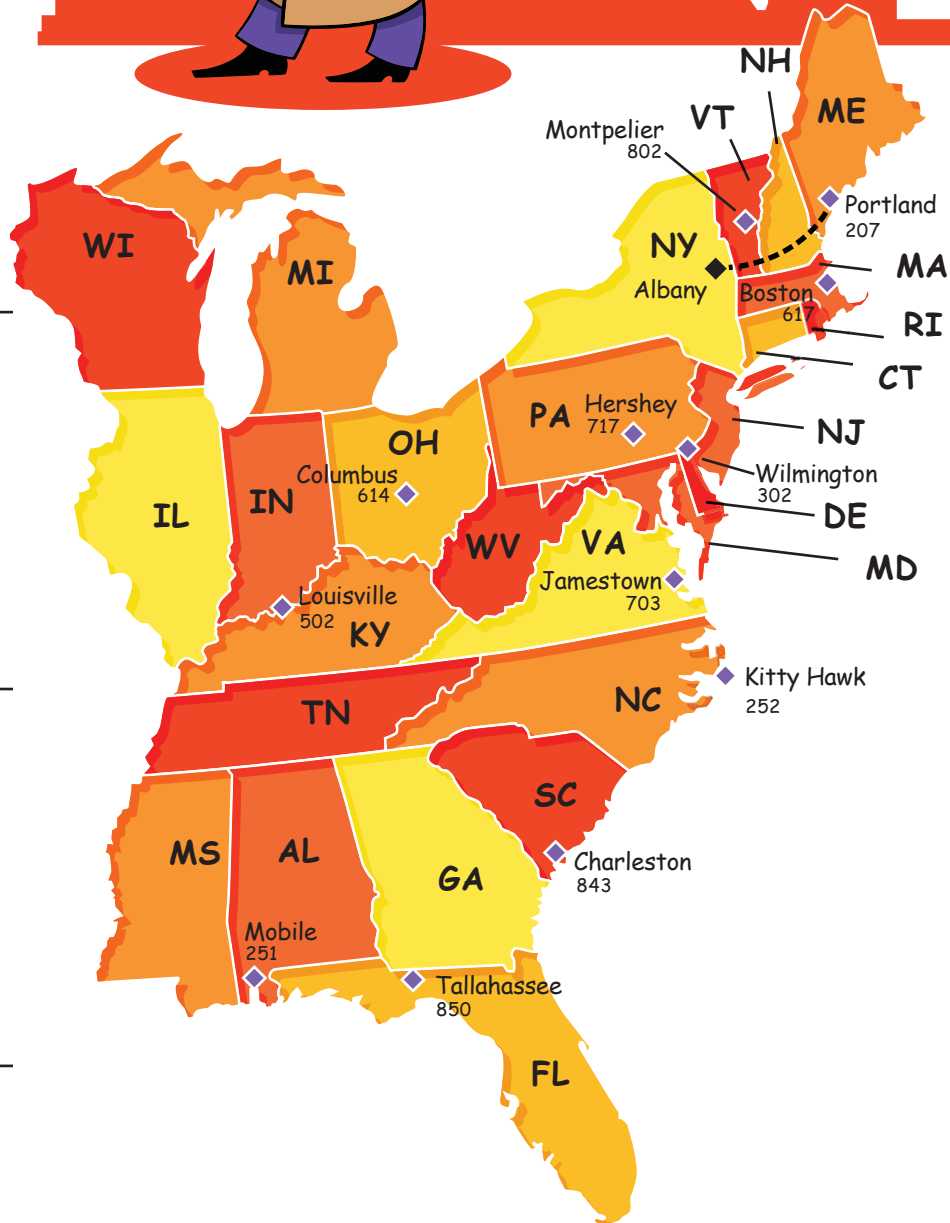 NH
ME
VT
Montpelier
802
Portland
207
WI
NY
MI
MA
Albany
Boston
617
RI
CT
PA
Hershey
717
NJ
OH
Columbus
614
Wilmington
302
IL
IN
DE
WV
VA
MD
Jamestown
703
Louisville
502
KY
Kitty Hawk
252
NC
TN
SC
MS
AL
Charleston
843
GA
Mobile
251
Tallahassee
850
FL